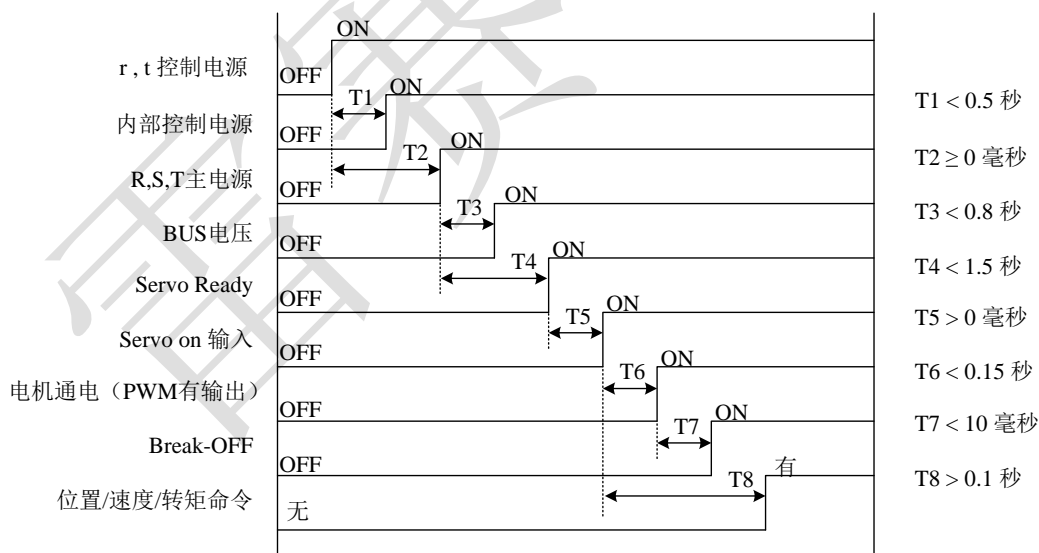 ON
r , t 控制电源
OFF
T1
ON
T1 < 0.5 秒
内部控制电源
OFF
T2
ON
T2 ≥ 0 毫秒
R,S,T主电源
OFF
T3
ON
T3 < 0.8 秒
BUS电压
OFF
T4
ON
T4 < 1.5 秒
Servo Ready
OFF
T5
ON
T5 > 0 毫秒
Servo on 输入
OFF
T6
ON
T6 < 0.15 秒
电机通电（PWM有输出）
OFF
T7
ON
T7 < 10 毫秒
Break-OFF
OFF
T8
有
T8 > 0.1 秒
位置/速度/转矩命令
无
雷赛